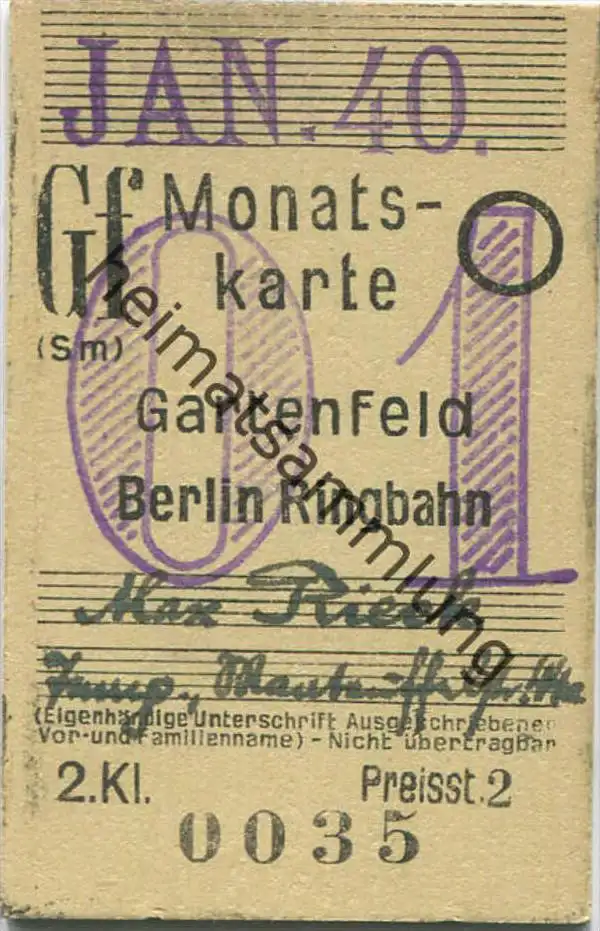 JAN. 40.
Gf Monats-
karte
(Sm)
01
Gartenfeld
Berlin Ringbahn
Max
(Eigenhändige Unterschrift Ausgeschriebener
Vor- und Familienname) - Nicht übertragbar
2.Kl. Preisst.2
0035
heimatsammlung